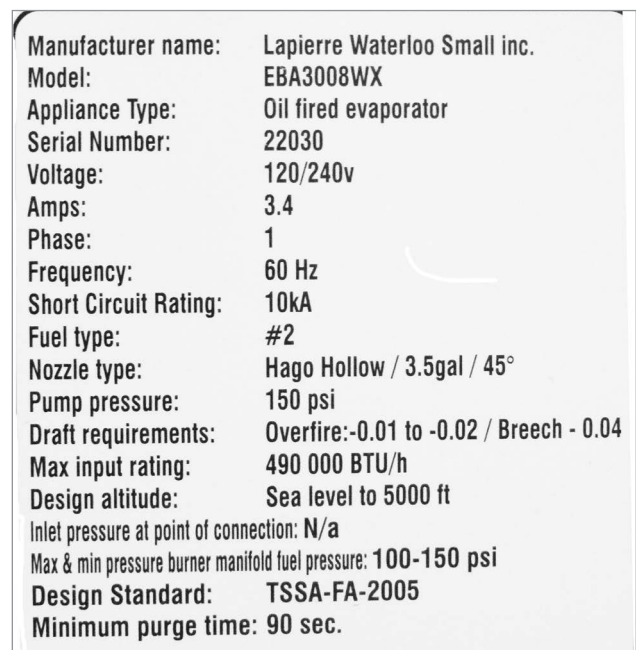 Manufacturer name: Lapierre Waterloo Small inc.
Model: EBA3008WX
Appliance Type: Oil fired evaporator
Serial Number: 22030
Voltage: 120/240v
Amps: 3.4
Phase: 1
Frequency: 60 Hz
Short Circuit Rating: 10kA
Fuel type: #2
Nozzle type: Hago Hollow / 3.5gal / 45°
Pump pressure: 150 psi
Draft requirements: Overfire:-0.01 to -0.02 / Breech - 0.04
Max input rating: 490 000 BTU/h
Design altitude: Sea level to 5000 ft
Inlet pressure at point of connection: N/a
Max & min pressure burner manifold fuel pressure: 100-150 psi
Design Standard: TSSA-FA-2005
Minimum purge time: 90 sec.